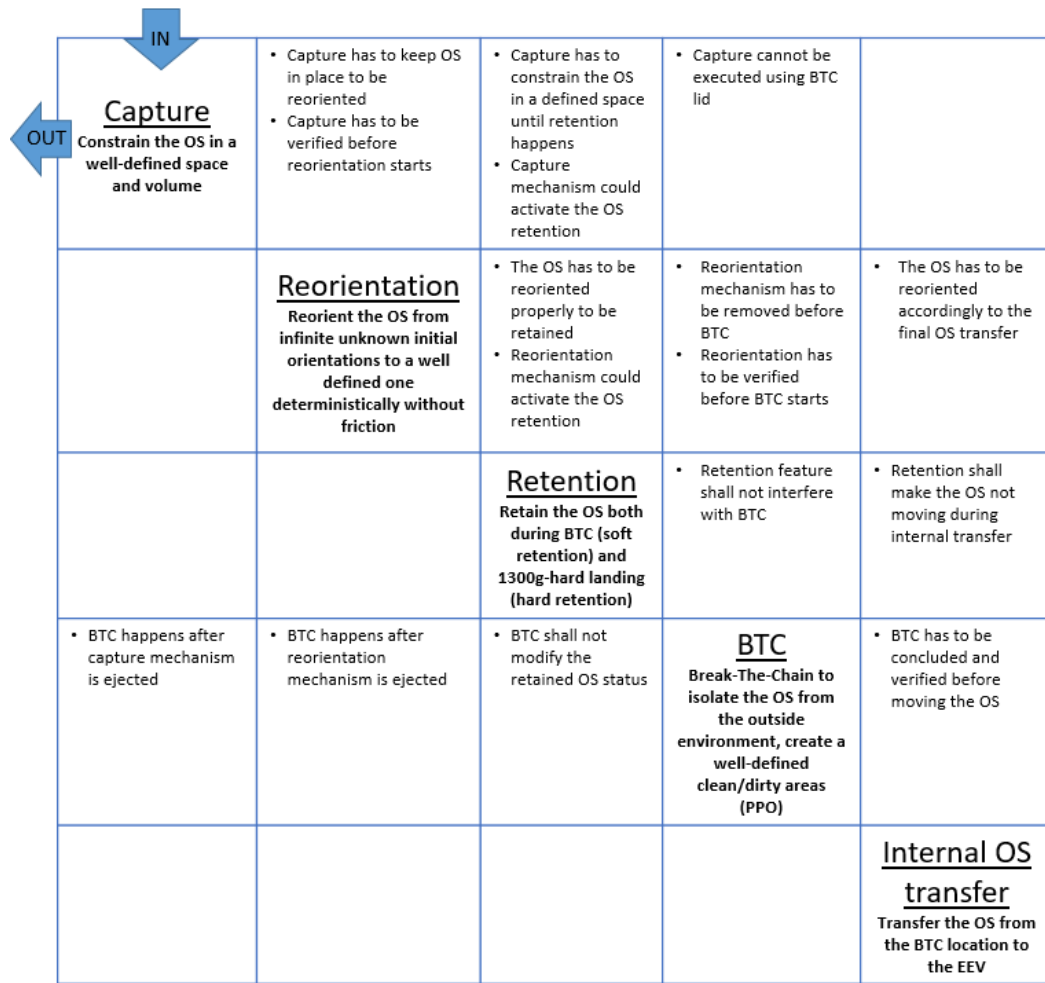 IN
OUT
Capture
Constrain the OS in a
well-defined space
and volume
• Capture has to keep OS
in place to be
reoriented
• Capture has to be
verified before
reorientation starts
• Capture has to
constrain the OS
in a defined space
until retention
happens
• Capture
mechanism could
activate the OS
retention
• Capture cannot be
executed using BTC
lid
Reorientation
Reorient the OS from
infinite unknown initial
orientations to a well
defined one
deterministically without
friction
• The OS has to be
reoriented
properly to be
retained
• Reorientation
mechanism could
activate the OS
retention
• Reorientation
mechanism has to
be removed before
BTC
• Reorientation has
to be verified
before BTC starts
• The OS has to be
reoriented
accordingly to the
final OS transfer
Retention
Retain the OS both
during BTC (soft
retention) and
1300g-hard landing
(hard retention)
• Retention feature
shall not interfere
with BTC
• Retention shall
make the OS not
moving during
internal transfer
• BTC happens after
capture mechanism
is ejected
• BTC happens after
reorientation
mechanism is ejected
• BTC shall not
modify the
retained OS status
BTC
Break-The-Chain to
isolate the OS from
the outside
environment, create a
well-defined
clean/dirty areas
(PPO)
• BTC has to be
concluded and
verified before
moving the OS
Internal OS
transfer
Transfer the OS from
the BTC location to
the EEV